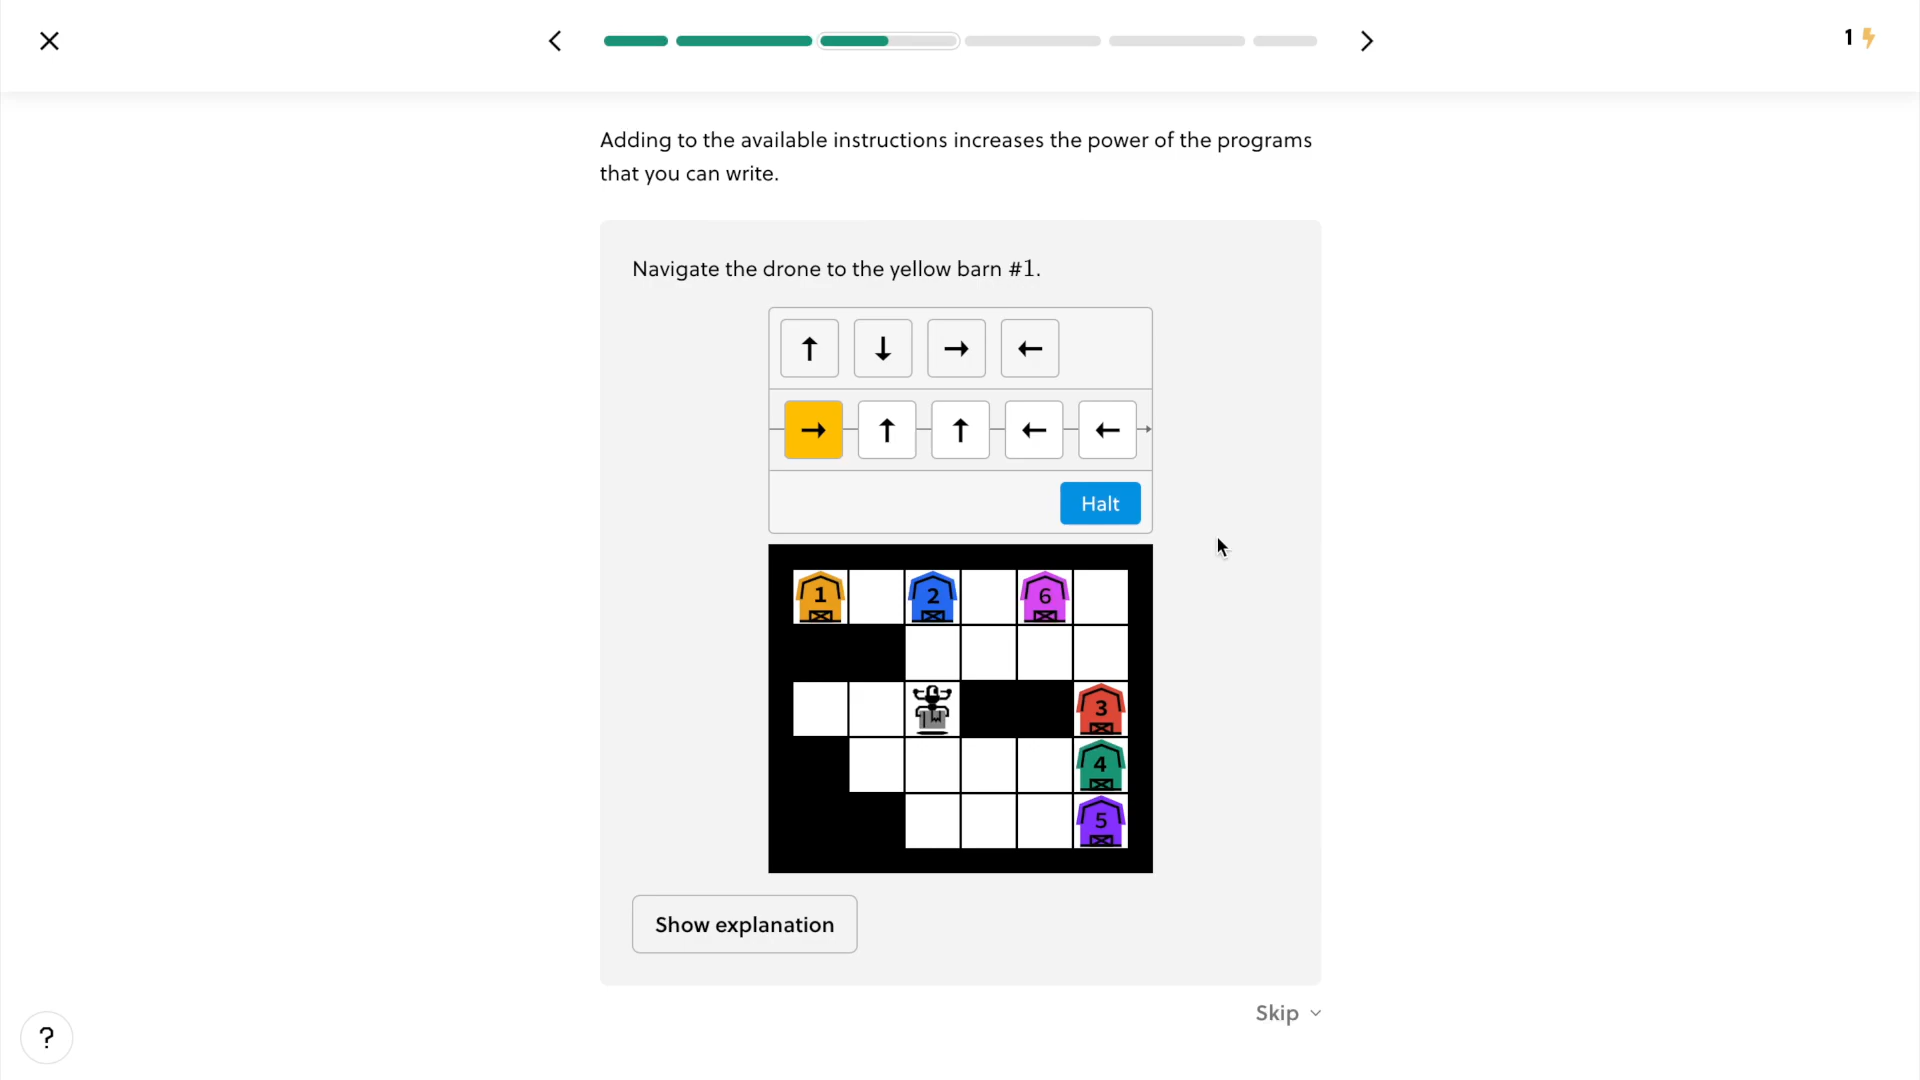 1
Adding to the available instructions increases the power of the programs
that you can write.
Navigate the drone to the yellow barn #1.
↑ ↓ → ←
→ ↑ ↑ ← ←
Halt
1 2 6
3
4
5
Show explanation
Skip
?